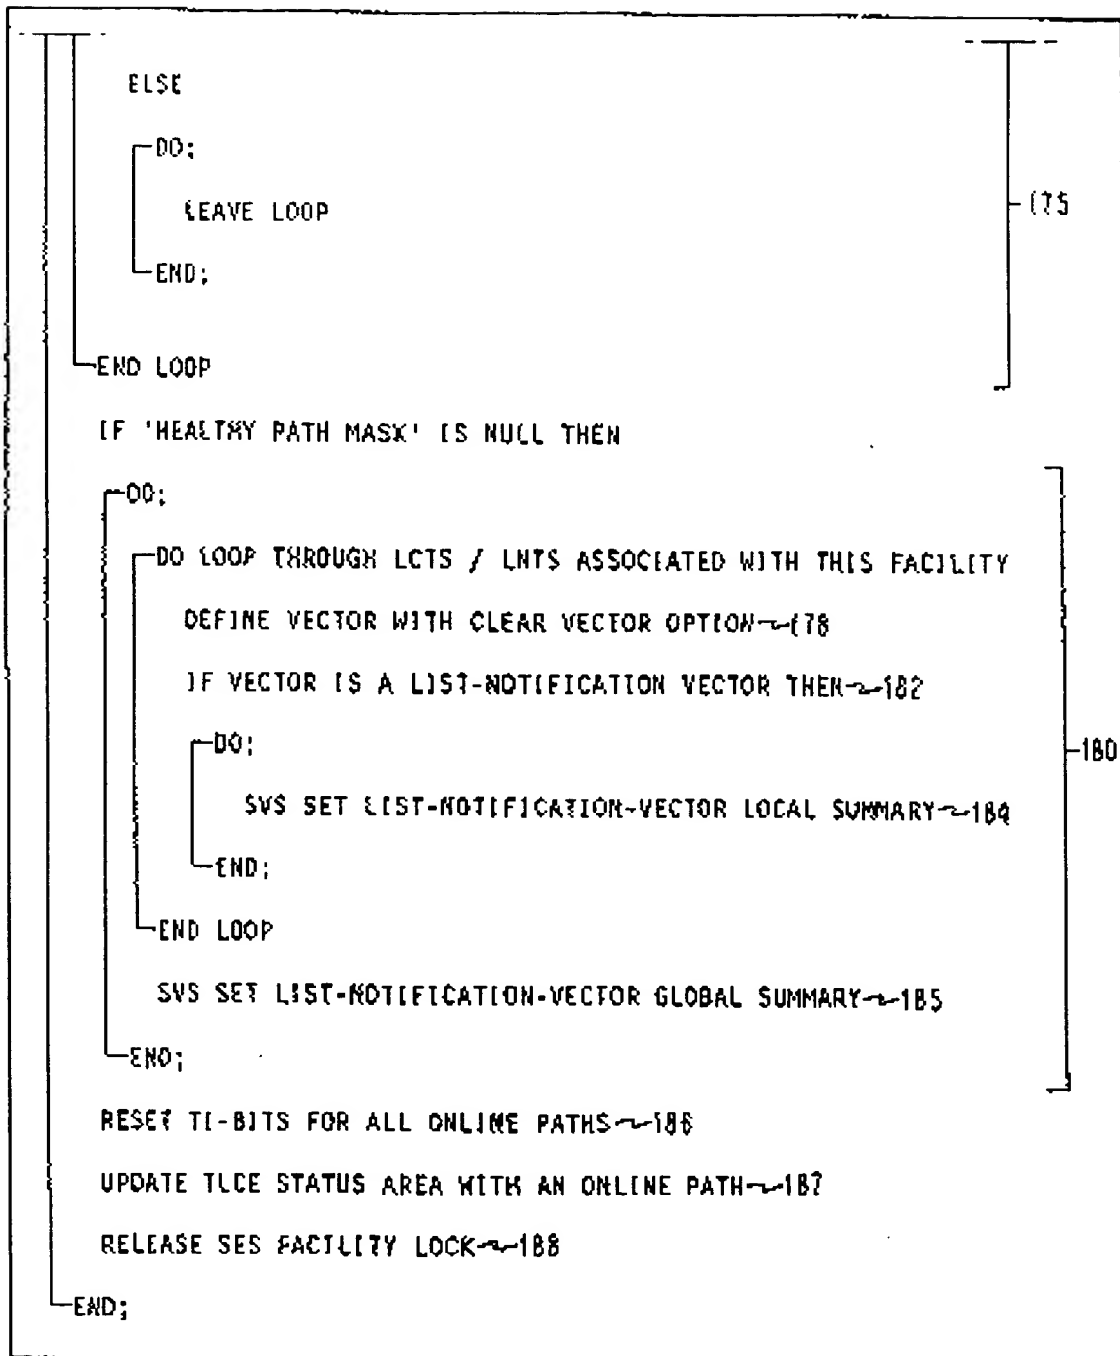 ELSE
DO;
LEAVE LOOP
175
END;
END LOOP
IF 'HEALTHY PATH MASK' IS NULL THEN
DO;
DO LOOP THROUGH LCTS / LNTS ASSOCIATED WITH THIS FACILITY
DEFINE VECTOR WITH CLEAR VECTOR OPTION 178
IF VECTOR IS A LIST-NOTIFICATION VECTOR THEN 182
DO;
180
SVS SET LIST-NOTIFICATION-VECTOR LOCAL SUMMARY 184
END;
END LOOP
SVS SET LIST-NOTIFICATION-VECTOR GLOBAL SUMMARY 185
END;
RESET TI-BITS FOR ALL ONLINE PATHS 186
UPDATE TLCE STATUS AREA WITH AN ONLINE PATH 187
RELEASE SES FACILITY LOCK 188
END;